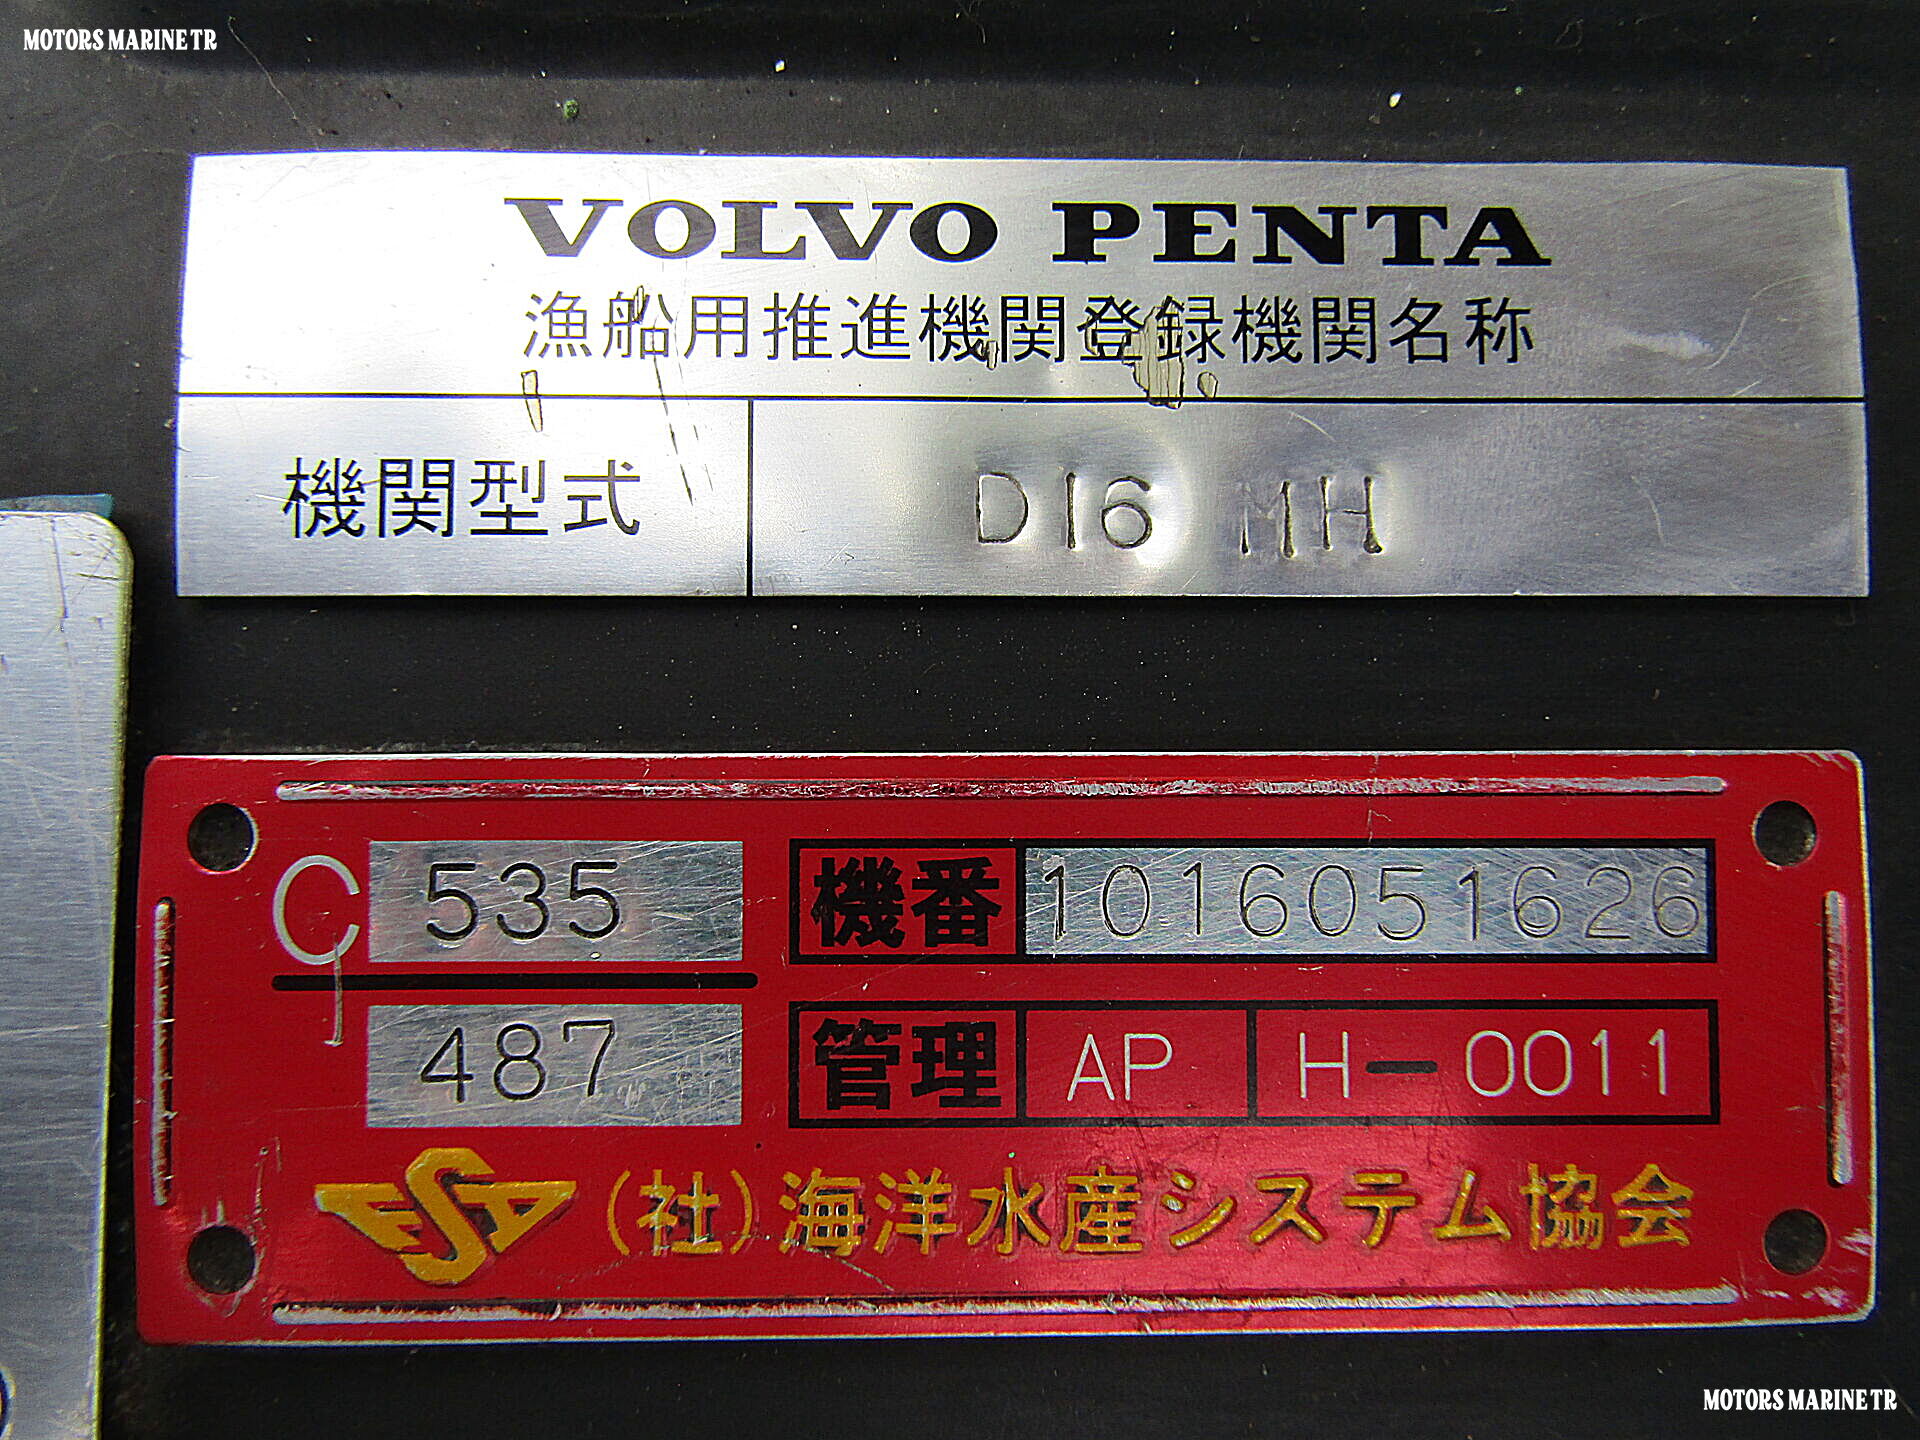 MOTORS MARINE TR
VOLVO PENTA
漁船用推進機関登録機関名称
機関型式 D16 MH
C 535 機番 1016051626
487 管理 AP H-0011
FSA (社)海洋水産システム協会
MOTORS MARINE TR